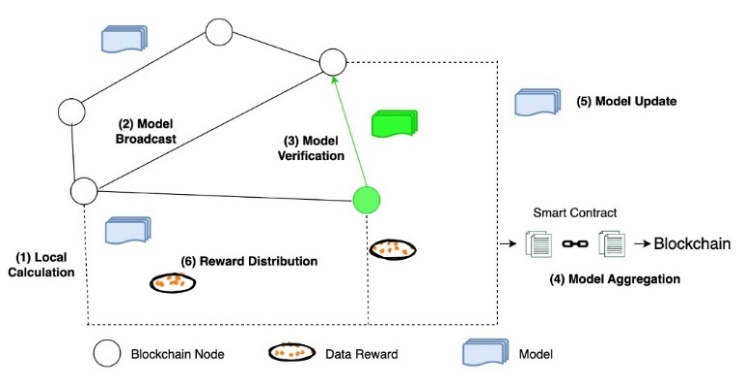 (2) Model
Broadcast
(3) Model
Verification
(5) Model Update
(1) Local
Calculation
(6) Reward Distribution
Smart Contract
Blockchain
(4) Model Aggregation
Blockchain Node
Data Reward
Model